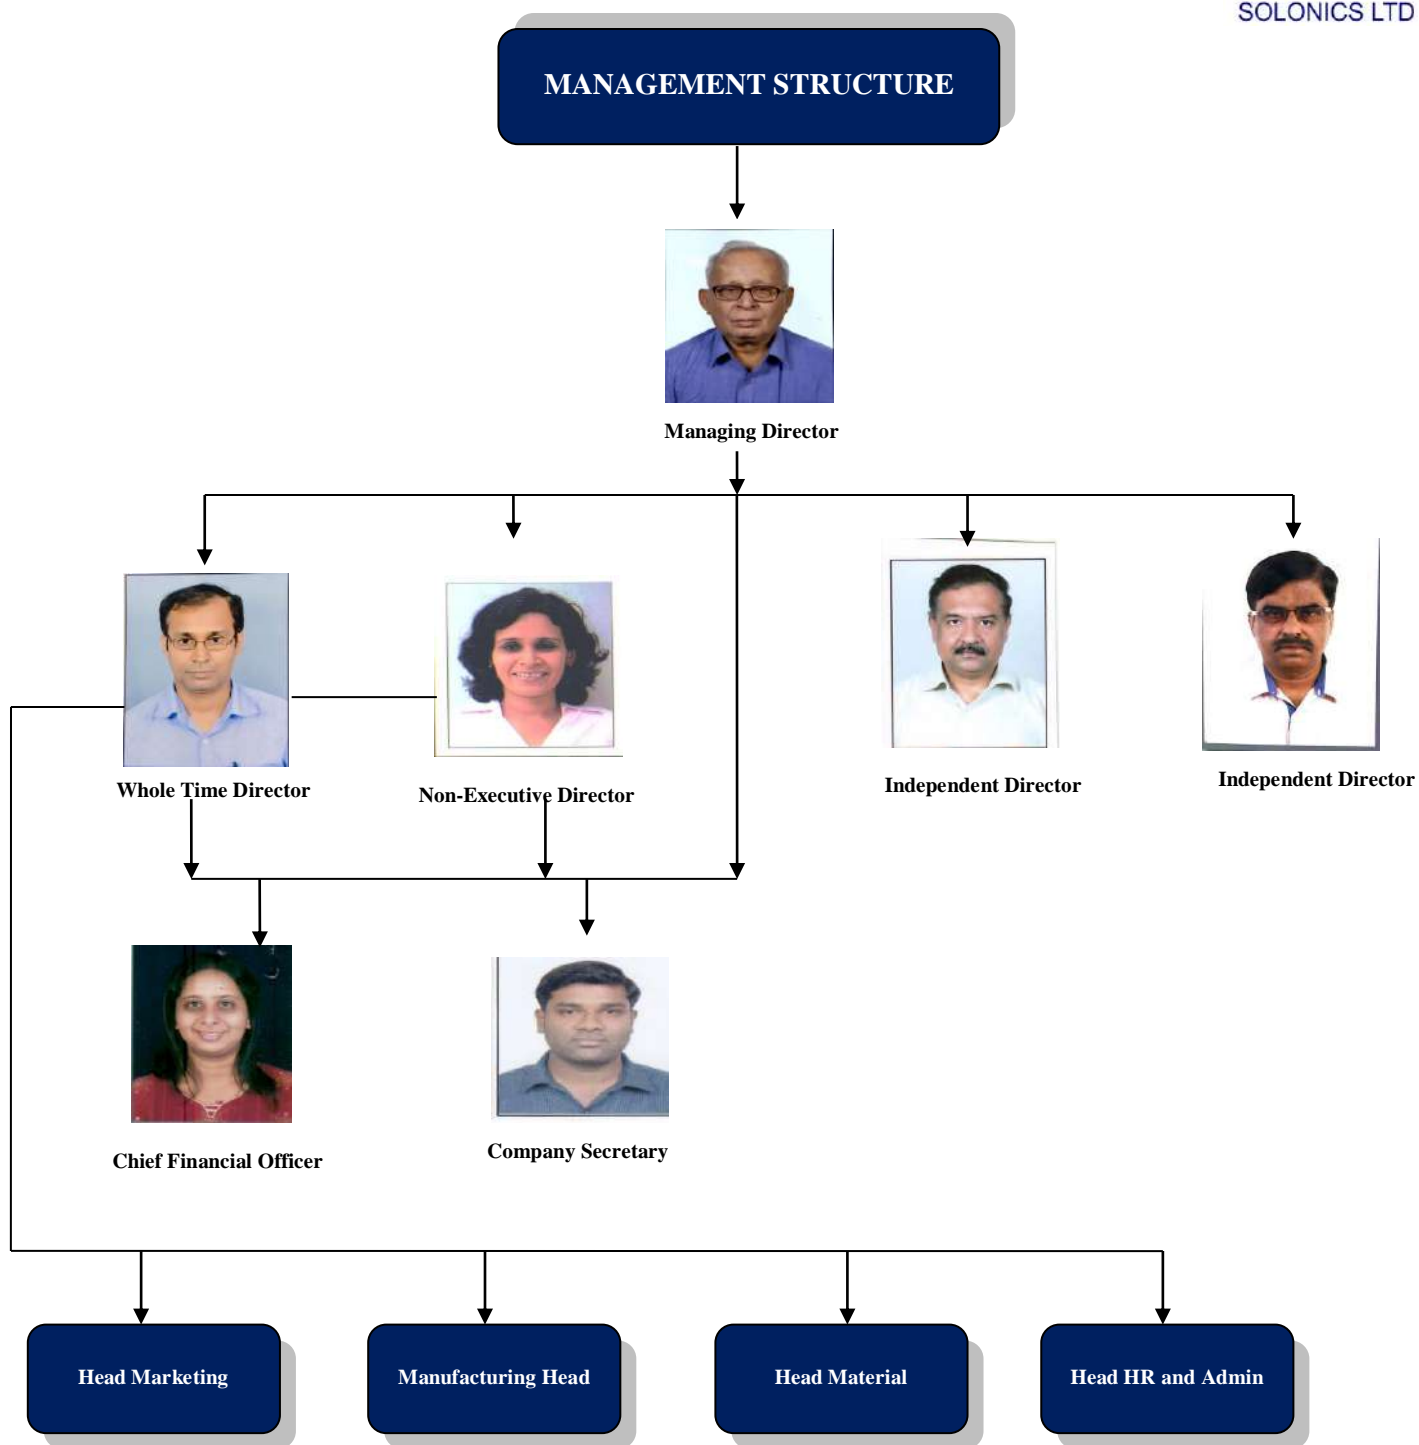 SOLONICS LTD
MANAGEMENT STRUCTURE
Managing Director
Whole Time Director
Non-Executive Director
Independent Director
Independent Director
Chief Financial Officer
Company Secretary
Head Marketing
Manufacturing Head
Head Material
Head HR and Admin